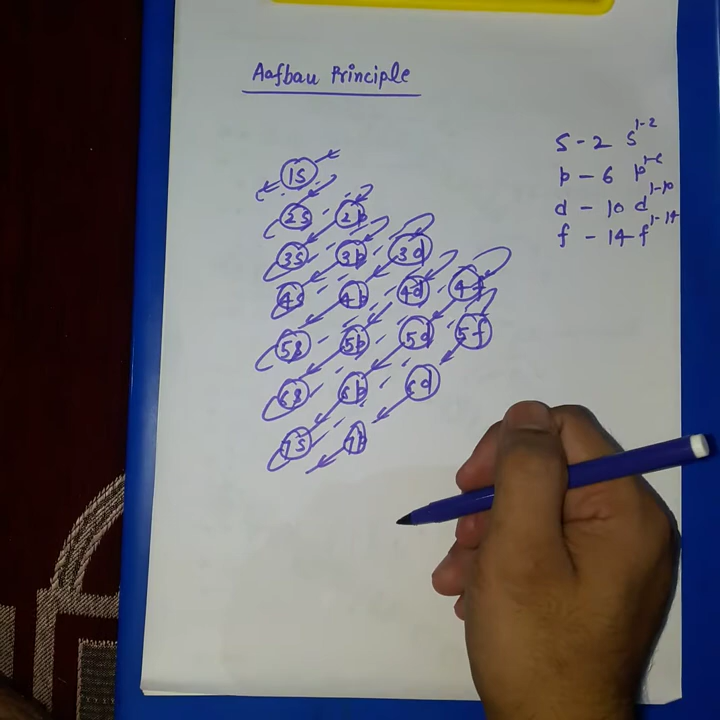 Aafbau Principle
1s
2s 2p
3s 3p 3d
4s 4p 4d 4f
5s 5p 5d 5f
6s 6p 6d
7s 7p
s - 2 s1-2
p - 6 p1-6
d - 10 d1-10
f - 14 f1-14